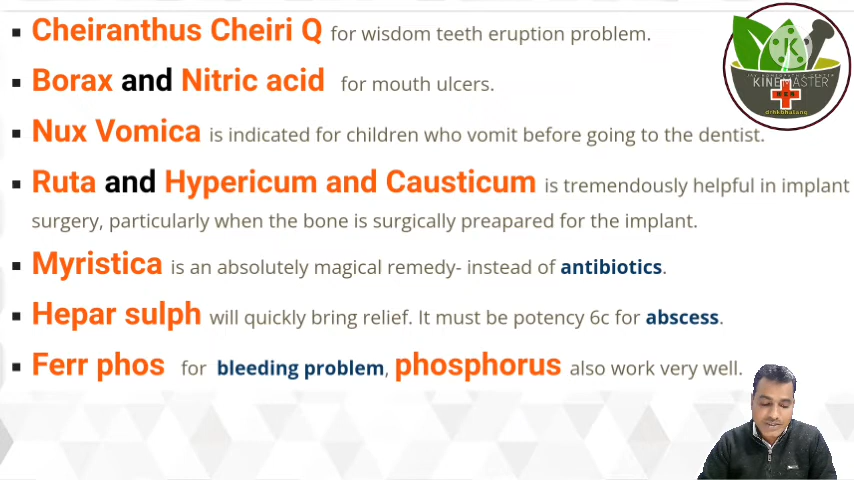 Cheiranthus Cheiri Q for wisdom teeth eruption problem.
Borax and Nitric acid for mouth ulcers.
Nux Vomica is indicated for children who vomit before going to the dentist.
Ruta and Hypericum and Causticum is tremendously helpful in implant
surgery, particularly when the bone is surgically preapared for the implant.
Myristica is an absolutely magical remedy- instead of antibiotics.
Hepar sulph will quickly bring relief. It must be potency 6c for abscess.
Ferr phos for bleeding problem, phosphorus also work very well.
K
KINEMASTER
drhkbhalang